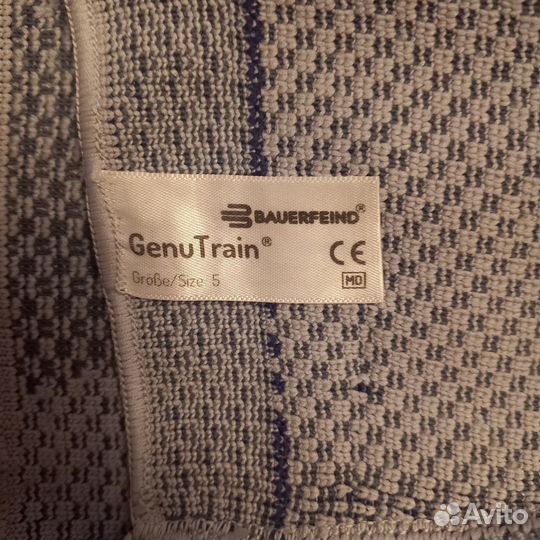 BAUERFEIND®
GenuTrain®
CE
Größe/Size 5
MD
Avito